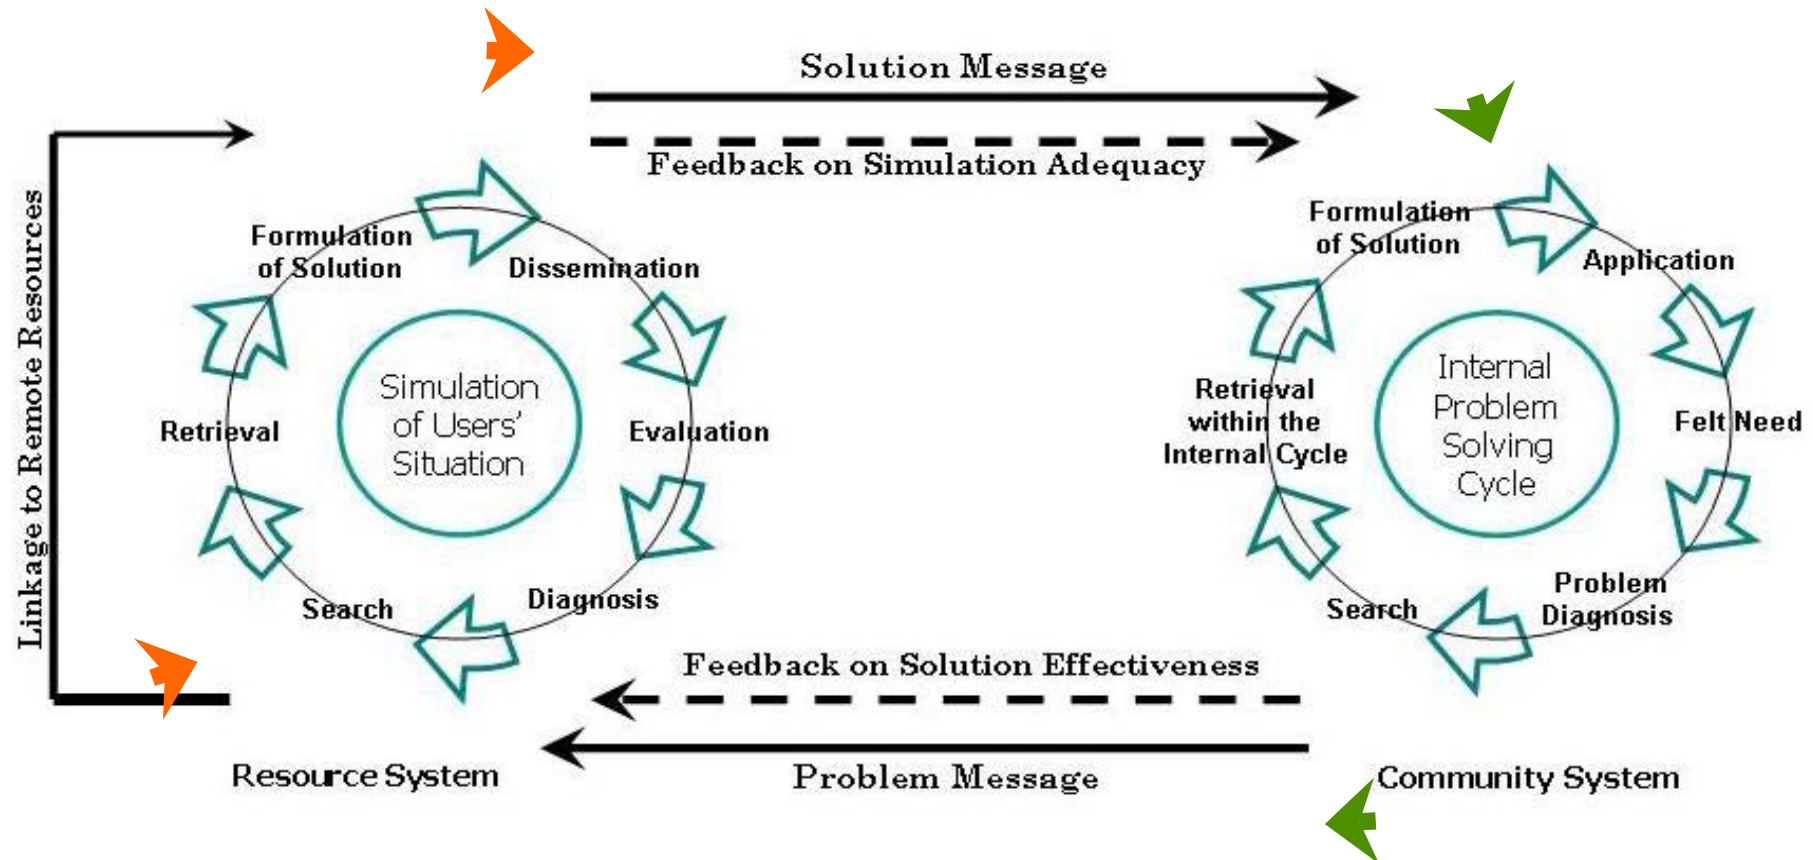 Solution Message
Feedback on Simulation Adequacy
Linkage to Remote Resources
Formulation
of Solution
Dissemination
Retrieval
Simulation
of Users'
Situation
Evaluation
Search
Diagnosis
Formulation
of Solution
Application
Retrieval
within the
Internal Cycle
Internal
Problem
Solving
Cycle
Felt Need
Search
Problem
Diagnosis
Feedback on Solution Effectiveness
Problem Message
Resource System
Community System